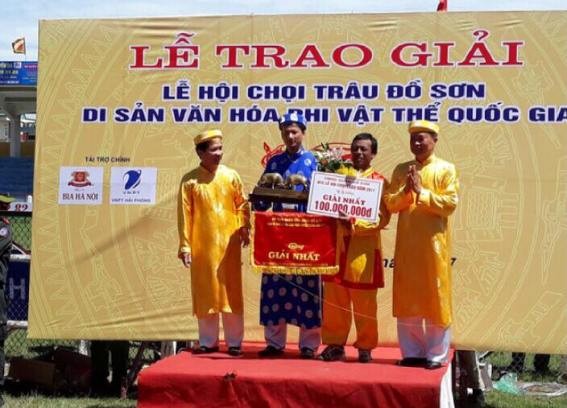 LỄ TRAO GIẢI
LỄ HỘI CHỌI TRÂU ĐỒ SƠN
DI SẢN VĂN HÓA PHI VẬT THỂ QUỐC GIA
TÀI TRỢ CHÍNH
BIA HÀ NỘI
VNPT HẢI PHÒNG
GIẢI NHẤT
100.000.000đ
GIẢI NHẤT